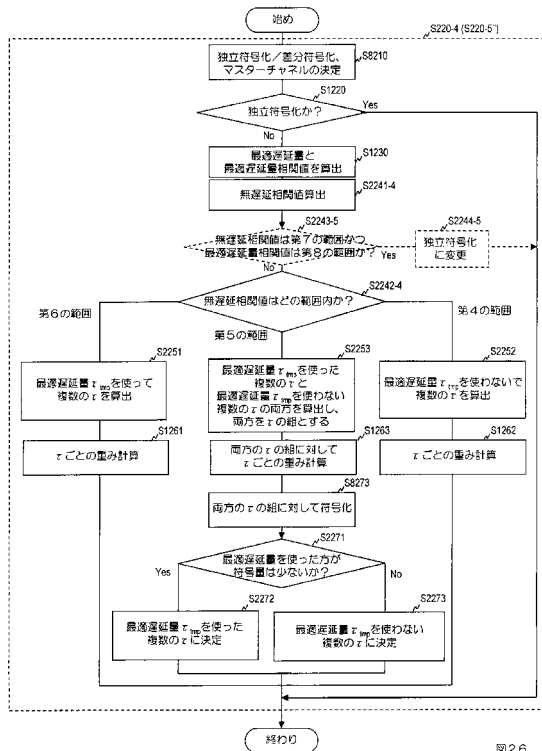 始め
S220-4 (S220-5")
S8210
独立符号化／差分符号化、
マスターチャネルの決定
S1220
独立符号化か？
Yes
No
S1230
最適遅延量と
最適遅延量相関値を算出
S2241-4
無遅延相関値算出
S2243-5
無遅延相関値は第7の範囲かつ
最適遅延量相関値は第8の範囲か？
Yes
S2244-5
独立符号化
に変更
No
S2242-4
無遅延相関値はどの範囲内か？
第6の範囲
第5の範囲
第4の範囲
S2251
最適遅延量τtmpを使って
複数のτを算出
S2253
最適遅延量τtmpを使った
複数のτと
最適遅延量τtmpを使わない
複数のτの両方を算出し、
両方をτの組とする
S2252
最適遅延量τtmpを使わないで
複数のτを算出
S1261
τごとの重み計算
S1263
両方のτの組に対して
τごとの重み計算
S1262
τごとの重み計算
S8273
両方のτの組に対して符号化
S2271
最適遅延量を使った方が
符号量は少ないか？
Yes
No
S2272
最適遅延量τtmpを使った
複数のτに決定
S2273
最適遅延量τtmpを使わない
複数のτに決定
終わり
図26